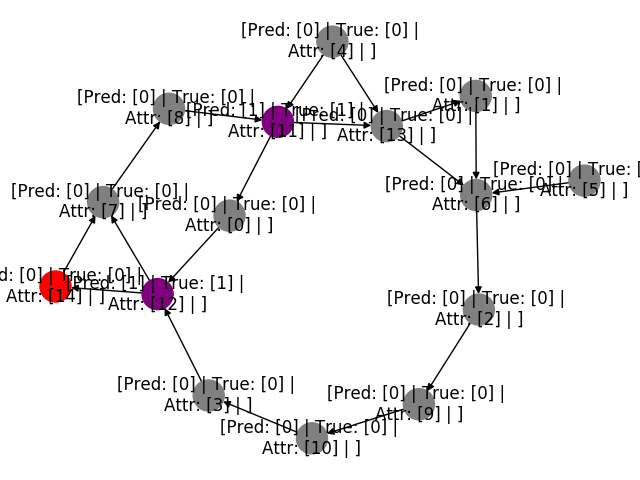 [Pred: [0] | True: [0] |
Attr: [4] | ]
[Pred: [0] | True: [0] |
Attr: [1] | ]
[Pred: [0] | True: [0] |
Attr: [8] | ]
[Pred: [1] | True: [1] |
Attr: [11] | ]
[Pred: [0] | True: [0] |
Attr: [13] | ]
[Pred: [0] | True: [
Attr: [5] | ]
[Pred: [0] | True: [0] |
Attr: [6] | ]
[Pred: [0] | True: [0] |
Attr: [7] | ]
[Pred: [0] | True: [0] |
Attr: [0] | ]
d: [0] | True: [0] |
Attr: [14] | ]
[Pred: [1] | True: [1] |
Attr: [12] | ]
[Pred: [0] | True: [0] |
Attr: [2] | ]
[Pred: [0] | True: [0] |
Attr: [3] | ]
[Pred: [0] | True: [0] |
Attr: [9] | ]
[Pred: [0] | True: [0] |
Attr: [10] | ]